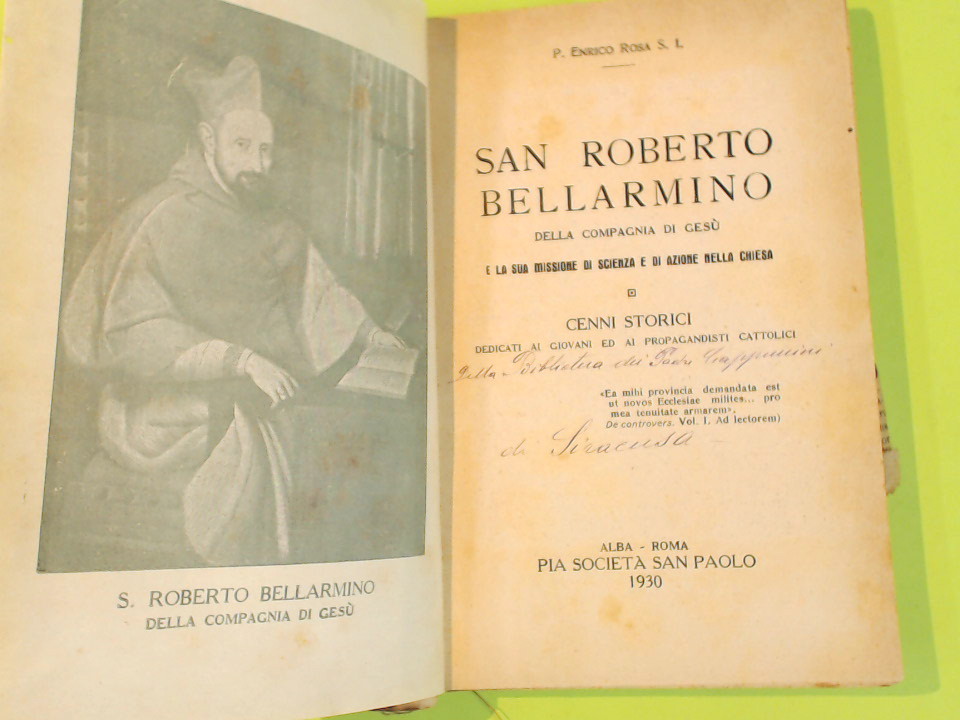 S. ROBERTO BELLARMINO
DELLA COMPAGNIA DI GESÙ
P. ENRICO ROSA S. I.
SAN ROBERTO
BELLARMINO
DELLA COMPAGNIA DI GESÙ
E LA SUA MISSIONE DI SCIENZA E DI AZIONE NELLA CHIESA
CENNI STORICI
DEDICATI AI GIOVANI ED AI PROPAGANDISTI CATTOLICI
Della Biblioteca dei Padri Cappuccini
«Ea mihi provincia demandata est
ut novos Ecclesiae milites... pro
mea tenuitate armarem».
De controvers. Vol. I. Ad lectorem)
di Siracusa
ALBA - ROMA
PIA SOCIETÀ SAN PAOLO
1930